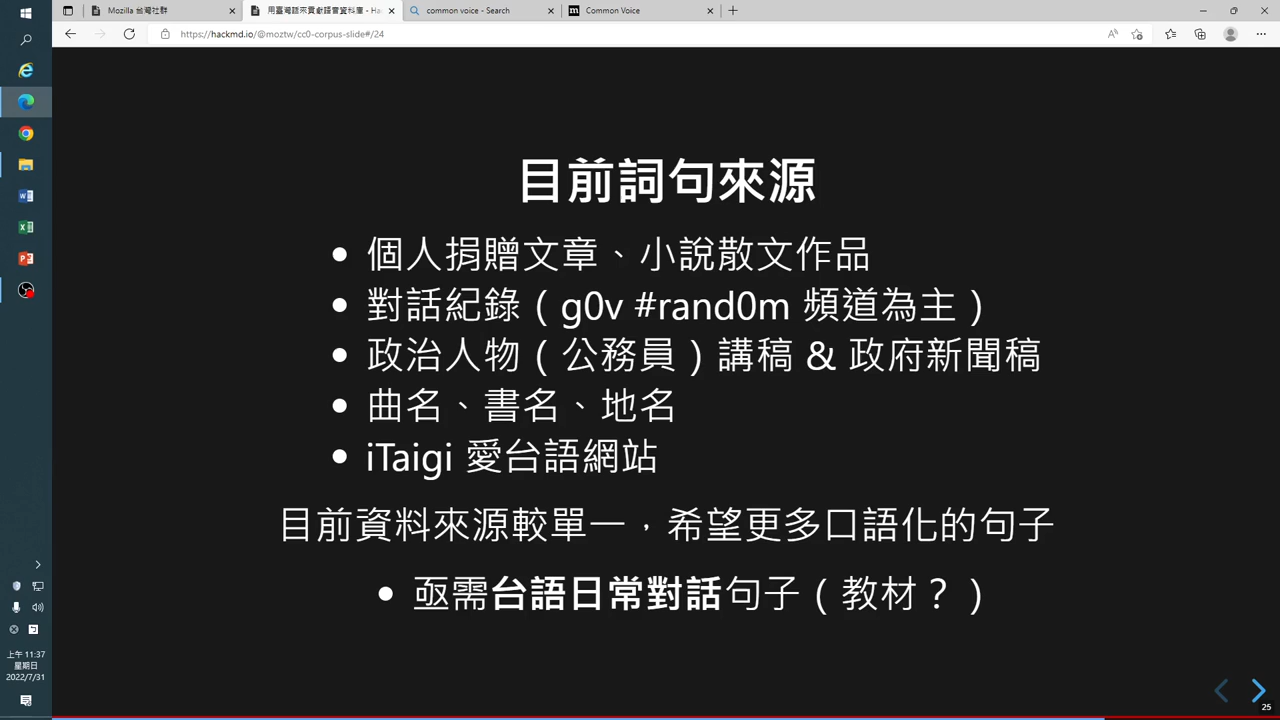 Mozilla 台灣社群
用臺灣語來貢獻語音資料庫 - Ha
common voice - Search
Common Voice
https://hackmd.io/@moztw/cc0-corpus-slide#/24
目前詞句來源
個人捐贈文章、小說散文作品
對話紀錄（g0v #rand0m 頻道為主）
政治人物（公務員）講稿 & 政府新聞稿
曲名、書名、地名
iTaigi 愛台語網站
目前資料來源較單一，希望更多口語化的句子
亟需台語日常對話句子（教材？）
上午 11:37
星期日
2022/7/31
25